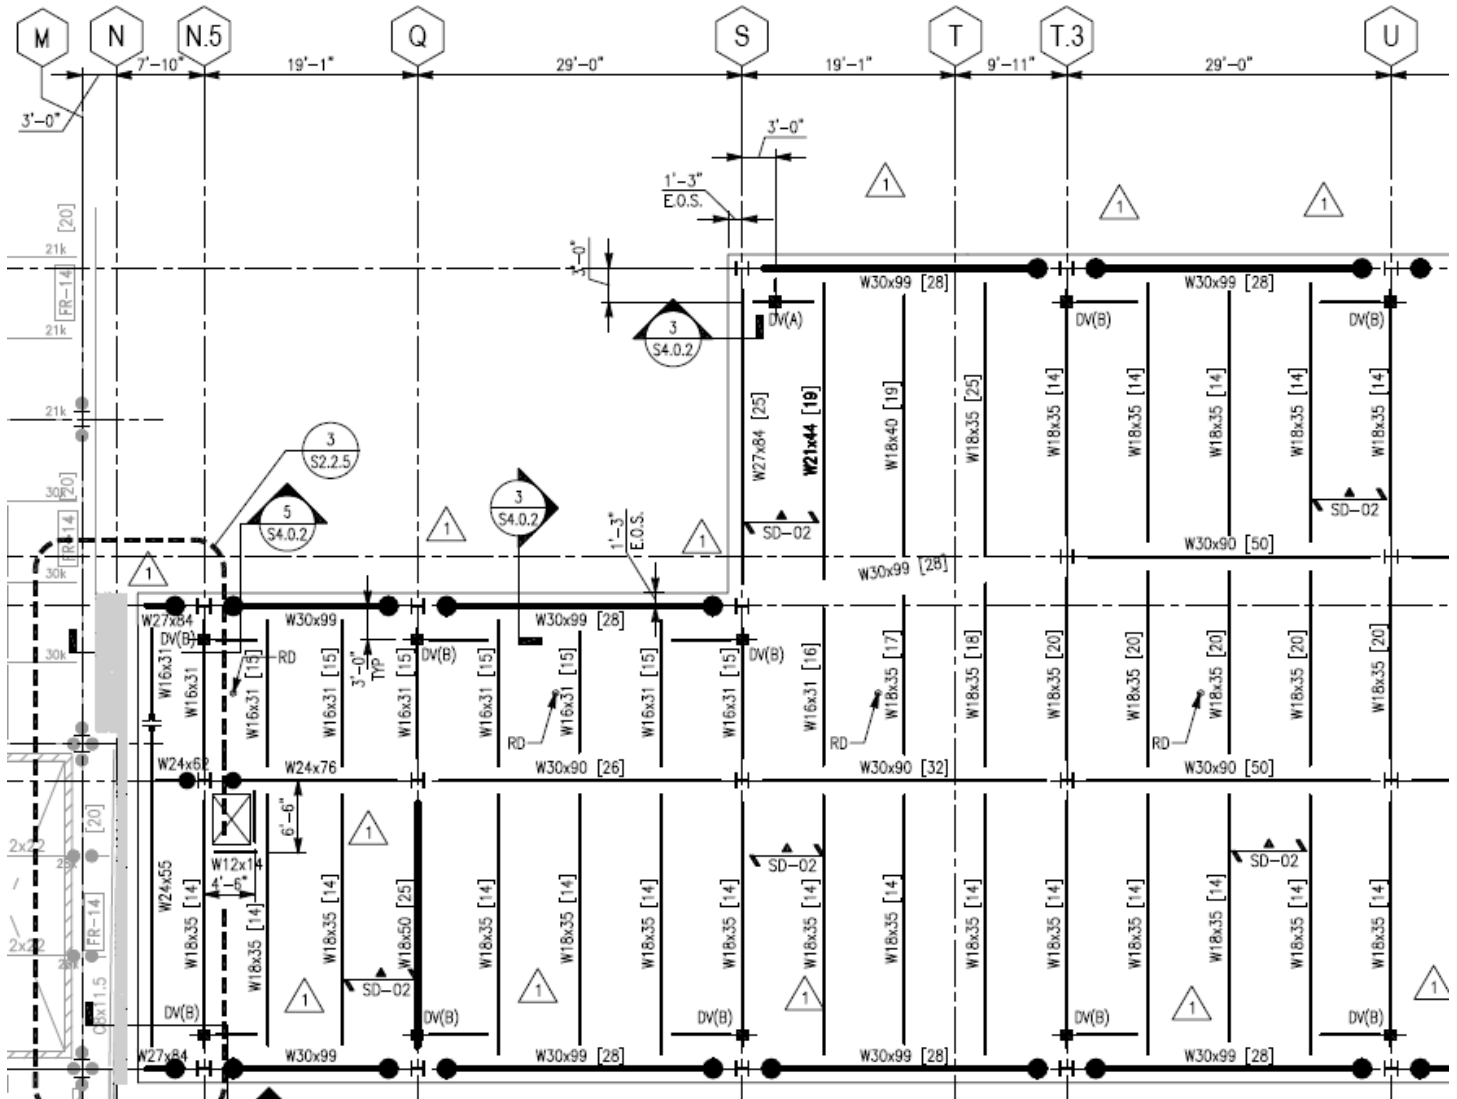 M N N.5 Q S T T.3 U
7'-10" 19'-1" 29'-0" 19'-1" 9'-11" 29'-0"
3'-0"
3'-0"
1'-3"
E.O.S.
1 1 1
[20]
21k
3'-0"
FR-14
W30x99 [28] W30x99 [28]
DV(A) DV(B) DV(B)
21k
3
S4.0.2
W27x84 [25]
W21x44 [19]
W18x40 [19]
W18x35 [25]
W18x35 [14]
W18x35 [14]
W18x35 [14]
W18x35 [14]
W18x35 [14]
21k
3
S2.2.5
30k
[20]
3
S4.0.2
5
S4.0.2
1
1
1'-3"
E.O.S.
SD-02
SD-02
FR-14
W30x90 [50]
W30x99 [28]
30k
1
W27x84 W30x99 W30x99 [28]
DV(B) DV(B) DV(B)
RD
3'-0"
TYP
30k
W16x31
W16x31
W16x31 [15]
W16x31 [15]
W16x31 [15]
W16x31 [15]
W16x31 [15]
W16x31 [15]
W16x31 [15]
W16x31 [16]
W18x35 [17]
W18x35 [18]
W18x35 [20]
W18x35 [20]
W18x35 [20]
W18x35 [20]
W18x35 [20]
RD RD RD
W24x62 W24x76 W30x90 [26] W30x90 [32] W30x90 [50]
6'-6"
1
[20]
2x22
W12x14
4'-6"
SD-02
SD-02
W24x55
W18x35 [14]
W18x35 [14]
W18x35 [14]
W18x50 [25]
W18x35 [14]
W18x35 [14]
W18x35 [14]
W18x35 [14]
W18x35 [14]
W18x35 [14]
W18x35 [14]
W18x35 [14]
W18x35 [14]
W18x35 [14]
W18x35 [14]
W18x35 [14]
FR-14
2x22
SD-02
1 1 1 1 1
C8x11.5
DV(B) DV(B) DV(B) DV(B) DV(B)
W27x84 W30x99 W30x99 [28] W30x99 [28] W30x99 [28]